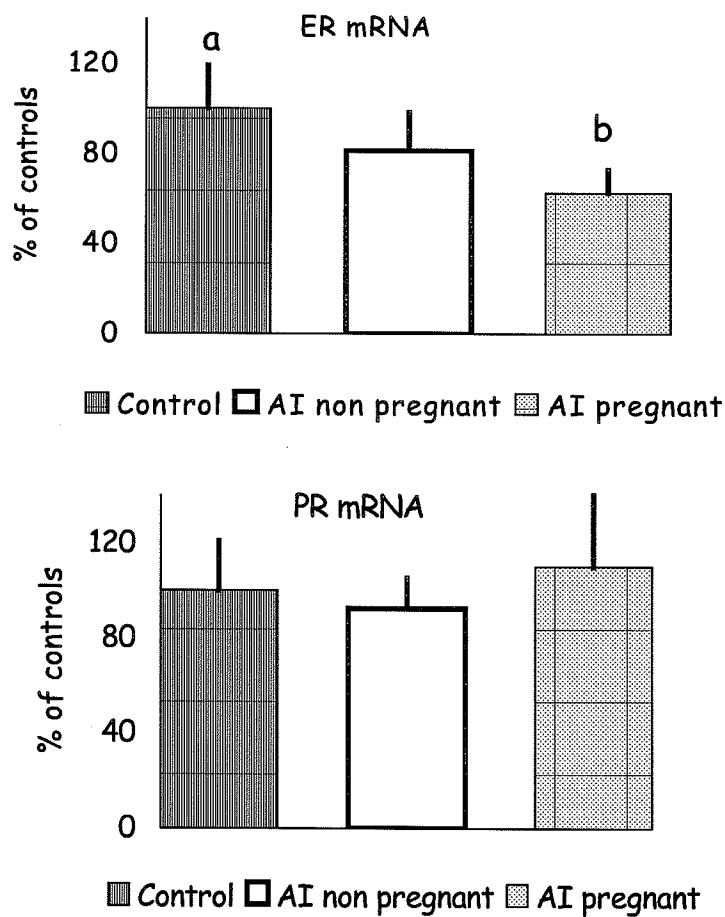 ER mRNA
a
b
120
80
40
0
% of controls
Control AI non pregnant AI pregnant
PR mRNA
120
80
40
0
% of controls
Control AI non pregnant AI pregnant